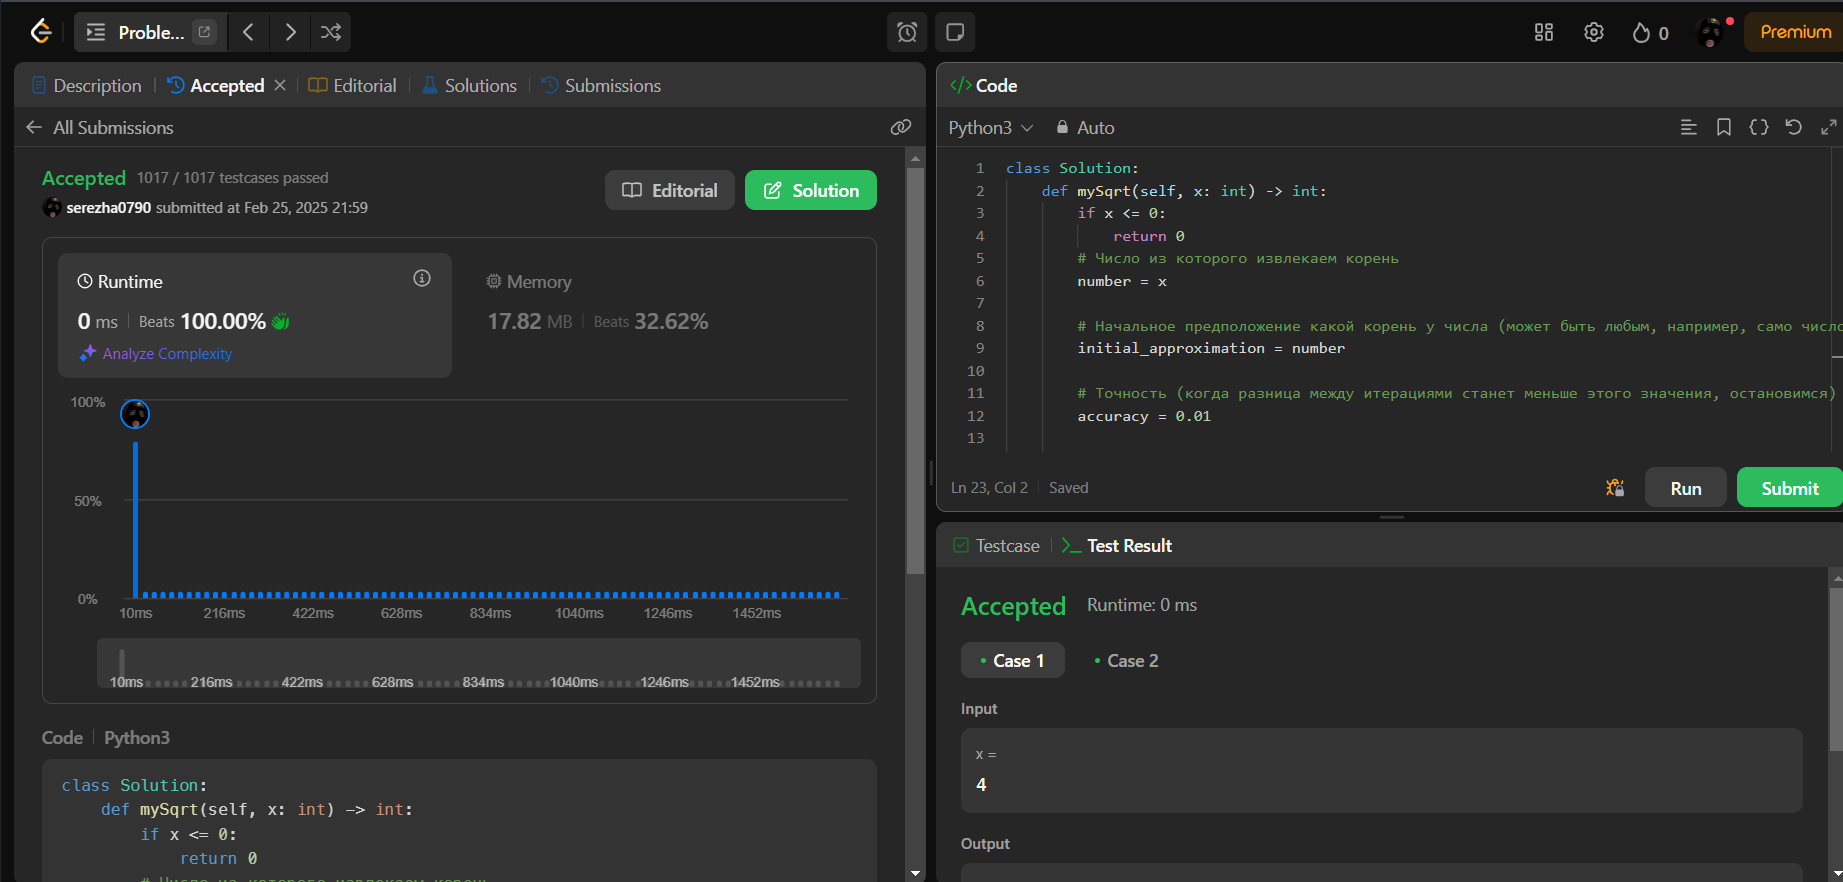 Proble...
0
Premium
Description
Accepted
Editorial
Solutions
Submissions
All Submissions
Accepted 1017 / 1017 testcases passed
serezha0790 submitted at Feb 25, 2025 21:59
Editorial
Solution
Runtime
0 ms
Beats 100.00%
Analyze Complexity
Memory
17.82 MB
Beats 32.62%
100%
50%
0%
10ms 216ms 422ms 628ms 834ms 1040ms 1246ms 1452ms
10ms 216ms 422ms 628ms 834ms 1040ms 1246ms 1452ms
Code
Python3
class Solution:
def mySqrt(self, x: int) -> int:
if x <= 0:
return 0
# Число из которого извлекаем корень
Code
Python3
Auto
1 class Solution:
2 def mySqrt(self, x: int) -> int:
3 if x <= 0:
4 return 0
5 # Число из которого извлекаем корень
6 number = x
7
8 # Начальное предположение какой корень у числа (может быть любым, например, само число
9 initial_approximation = number
10
11 # Точность (когда разница между итерациями станет меньше этого значения, остановимся)
12 accuracy = 0.01
13
Ln 23, Col 2
Saved
Run
Submit
Testcase
Test Result
Accepted
Runtime: 0 ms
Case 1
Case 2
Input
x =
4
Output